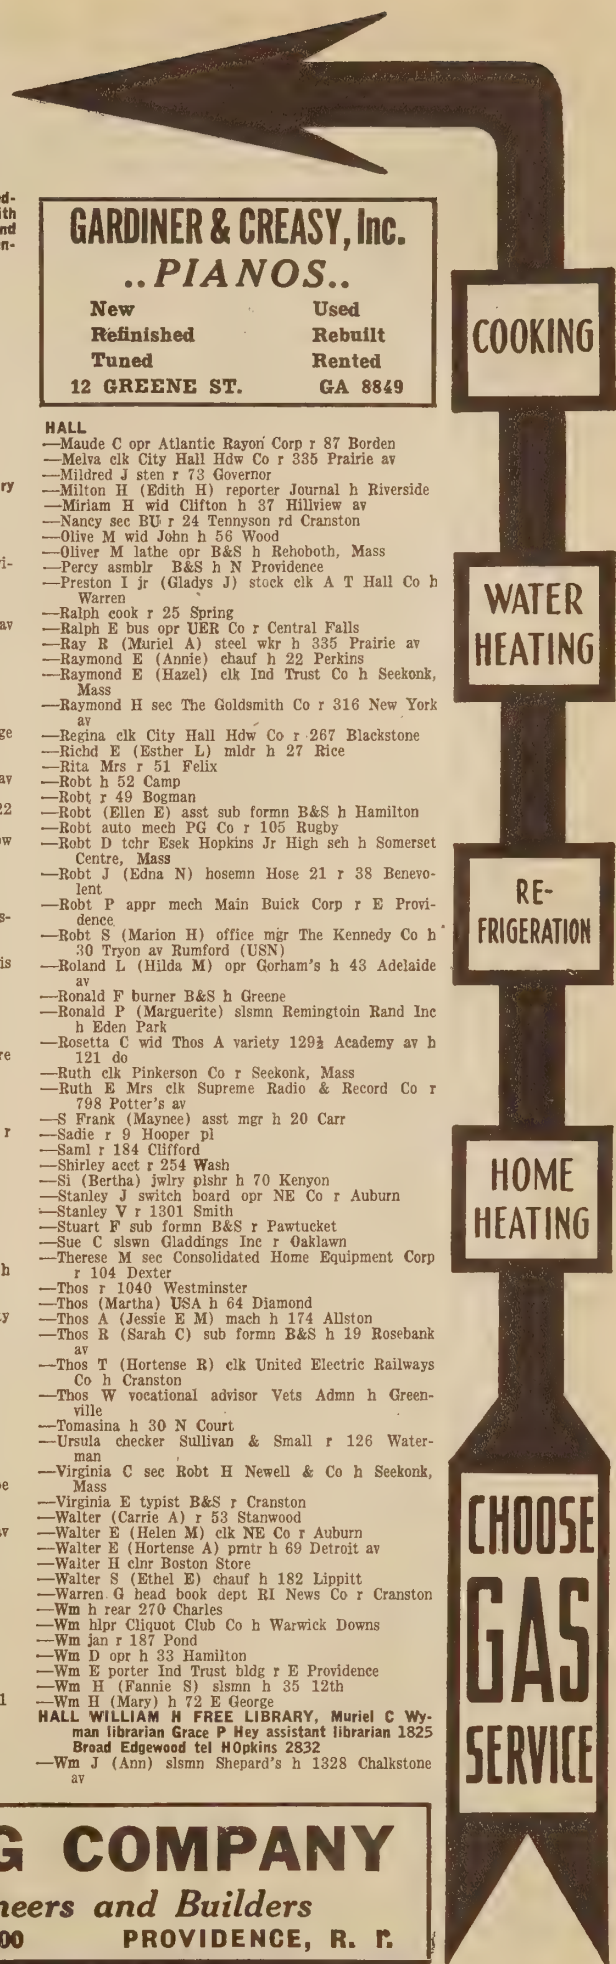 GARDINER & CREASY, Inc.
..PIANOS..
New Used
Refinished Rebuilt
Tuned Rented
12 GREENE ST. GA 8849
HALL
—Maude C opr Atlantic Rayon Corp r 87 Borden
—Melva clk City Hall Hdw Co r 335 Prairie av
—Mildred J sten r 73 Governor
—Milton H (Edith H) reporter Journal h Riverside
—Miriam H wid Clifton h 37 Hillview av
—Nancy sec BU r 24 Tennyson rd Cranston
—Olive M wid John h 56 Wood
—Oliver M lathe opr B&S h Rehoboth, Mass
—Percy asmblr B&S h N Providence
—Preston I jr (Gladys J) stock clk A T Hall Co h
Warren
—Ralph cook r 25 Spring
—Ralph E bus opr UER Co r Central Falls
—Ray R (Muriel A) steel wkr h 335 Prairie av
—Raymond E (Annie) chauf h 22 Perkins
—Raymond E (Hazel) clk Ind Trust Co h Seekonk,
Mass
—Raymond H sec The Goldsmith Co r 316 New York
av
—Regina clk City Hall Hdw Co r 267 Blackstone
—Richd E (Esther L) mldr h 27 Rice
—Rita Mrs r 51 Felix
—Robt h 52 Camp
—Robt r 49 Bogman
—Robt (Ellen E) asst sub formn B&S h Hamilton
—Robt auto mech PG Co r 105 Rugby
—Robt D tchr Esek Hopkins Jr High sch h Somerset
Centre, Mass
—Robt J (Edna N) hosemn Hose 21 r 38 Benevo-
lent
—Robt P appr mech Main Buick Corp r E Provi-
dence
—Robt S (Marion H) office mgr The Kennedy Co h
30 Tryon av Rumford (USN)
—Roland L (Hilda M) opr Gorham's h 43 Adelaide
av
—Ronald F burner B&S h Greene
—Ronald P (Marguerite) slsmn Remingtoin Rand Inc
h Eden Park
—Rosetta C wid Thos A variety 129½ Academy av h
121 do
—Ruth clk Pinkerson Co r Seekonk, Mass
—Ruth E Mrs clk Supreme Radio & Record Co r
798 Potter's av
—S Frank (Maynee) asst mgr h 20 Carr
—Sadie r 9 Hooper pl
—Saml r 184 Clifford
—Shirley acct r 254 Wash
—Si (Bertha) jwlry plshr h 70 Kenyon
—Stanley J switch board opr NE Co r Auburn
—Stanley V r 1301 Smith
—Stuart F sub formn B&S r Pawtucket
—Sue C slswn Gladdings Inc r Oaklawn
—Therese M sec Consolidated Home Equipment Corp
r 104 Dexter
—Thos r 1040 Westminster
—Thos (Martha) USA h 64 Diamond
—Thos A (Jessie E M) mach h 174 Allston
—Thos R (Sarah C) sub formn B&S h 19 Rosebank
av
—Thos T (Hortense R) clk United Electric Railways
Co h Cranston
—Thos W vocational advisor Vets Admn h Green-
ville
—Tomasina h 30 N Court
—Ursula checker Sullivan & Small r 126 Water-
man
—Virginia C sec Robt H Newell & Co h Seekonk,
Mass
—Virginia E typist B&S r Cranston
—Walter (Carrie A) r 53 Stanwood
—Walter E (Helen M) clk NE Co r Auburn
—Walter E (Hortense A) prntr h 69 Detroit av
—Walter H clnr Boston Store
—Walter S (Ethel E) chauf h 182 Lippitt
—Warren G head book dept RI News Co r Cranston
—Wm h rear 270 Charles
—Wm hlpr Cliquot Club Co h Warwick Downs
—Wm jan r 187 Pond
—Wm D opr h 33 Hamilton
—Wm E porter Ind Trust bldg r E Providence
—Wm H (Fannie S) slsmn h 35 12th
—Wm H (Mary) h 72 E George
HALL WILLIAM H FREE LIBRARY, Muriel C Wy-
man librarian Grace P Hey assistant librarian 1825
Broad Edgewood tel HOpkins 2832
—Wm J (Ann) slsmn Shepard's h 1328 Chalkstone
av
COOKING
WATER
HEATING
RE-
FRIGERATION
HOME
HEATING
CHOOSE
GAS
SERVICE
G COMPANY
neers and Builders
00 PROVIDENCE, R. I.